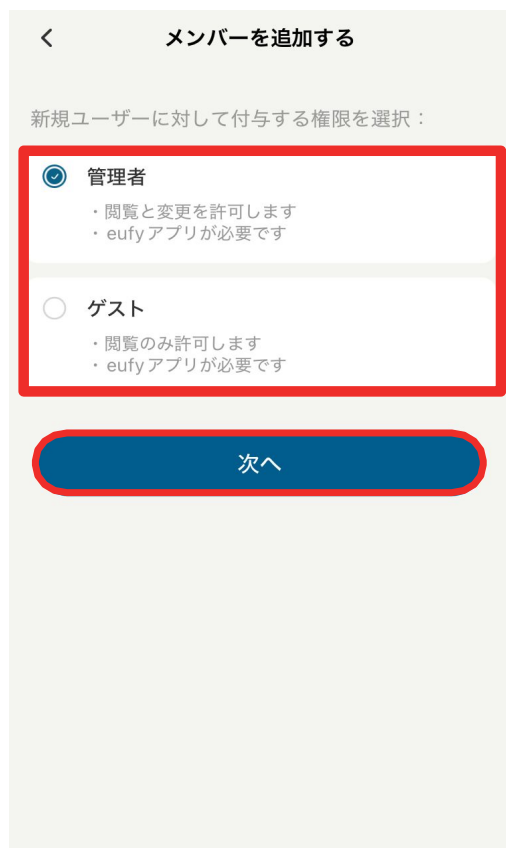 メンバーを追加する
新規ユーザーに対して付与する権限を選択：
管理者
・閲覧と変更を許可します
・eufyアプリが必要です
ゲスト
・閲覧のみ許可します
・eufyアプリが必要です
次へ